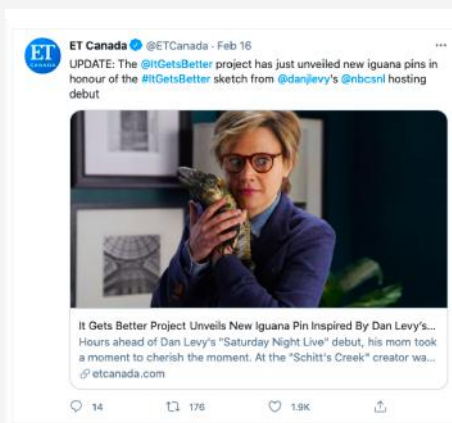 ET
CANADA
ET Canada @ETCanada · Feb 16
UPDATE: The @ItGetsBetter project has just unveiled new iguana pins in
honour of the #ItGetsBetter sketch from @danjlevy's @nbcsnl hosting
debut
It Gets Better Project Unveils New Iguana Pin Inspired By Dan Levy's...
Hours ahead of Dan Levy's "Saturday Night Live" debut, his mom took
a moment to cherish the moment. At the "Schitt's Creek" creator wa...
etcanada.com
14 176 1.9K